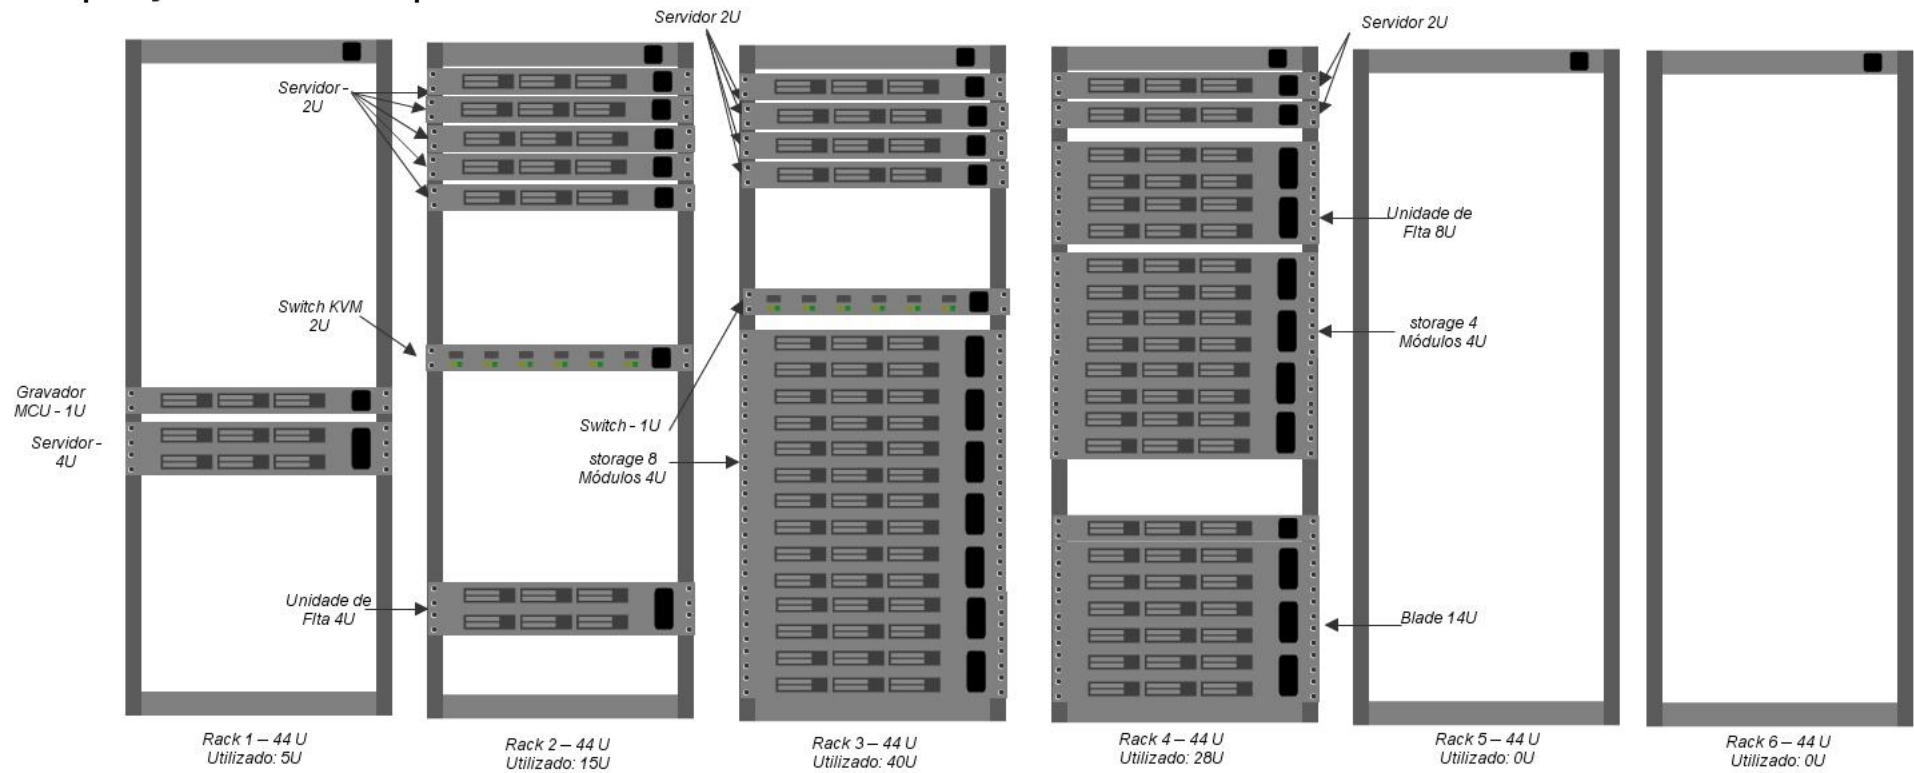 Servidor 2U
Servidor 2U
Servidor -
2U
Unidade de
FIta 8U
Switch KVM
2U
storage 4
Módulos 4U
Gravador
MCU - 1U
Servidor -
4U
Switch - 1U
storage 8
Módulos 4U
Unidade de
FIta 4U
Blade 14U
Rack 1 – 44 U
Utilizado: 5U
Rack 2 – 44 U
Utilizado: 15U
Rack 3 – 44 U
Utilizado: 40U
Rack 4 – 44 U
Utilizado: 28U
Rack 5 – 44 U
Utilizado: 0U
Rack 6 – 44 U
Utilizado: 0U